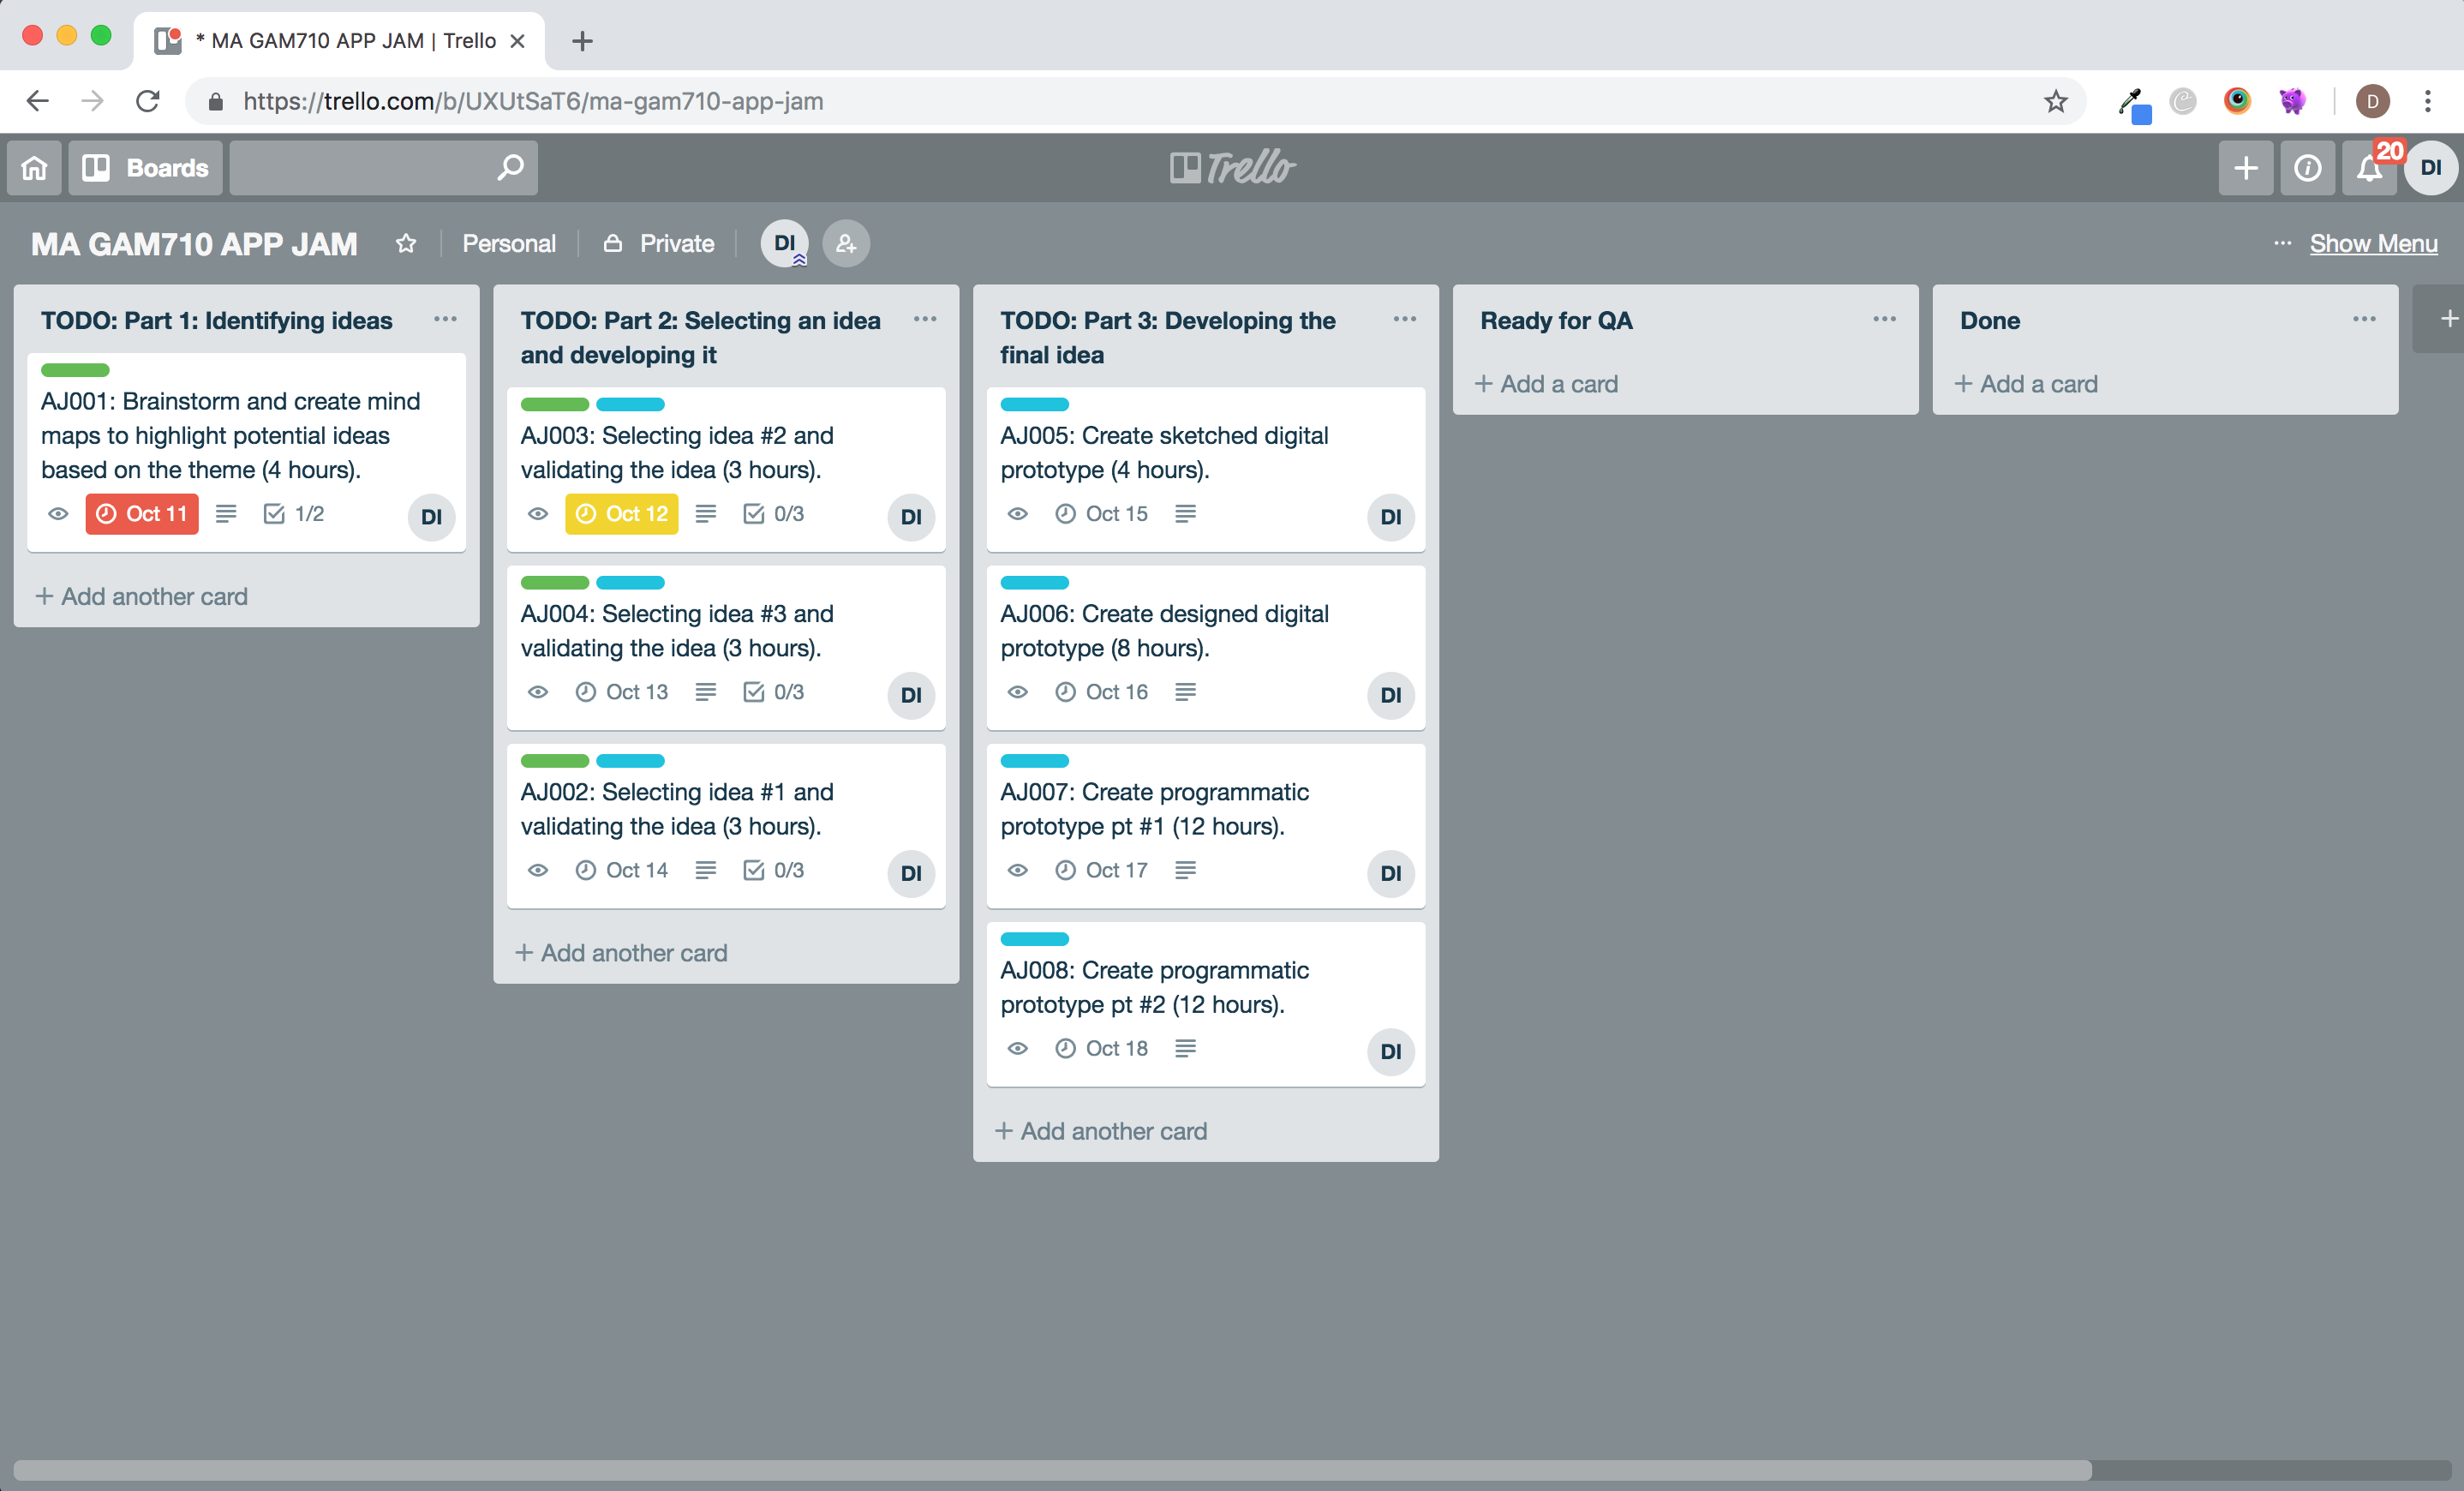 * MA GAM710 APP JAM | Trello
https://trello.com/b/UXUtSaT6/ma-gam710-app-jam
D
Boards
Trello
20
DI
MA GAM710 APP JAM
Personal
Private
DI
Show Menu
TODO: Part 1: Identifying ideas
AJ001: Brainstorm and create mind
maps to highlight potential ideas
based on the theme (4 hours).
Oct 11
1/2
DI
+ Add another card
TODO: Part 2: Selecting an idea
and developing it
AJ003: Selecting idea #2 and
validating the idea (3 hours).
Oct 12
0/3
DI
AJ004: Selecting idea #3 and
validating the idea (3 hours).
Oct 13
0/3
DI
AJ002: Selecting idea #1 and
validating the idea (3 hours).
Oct 14
0/3
DI
+ Add another card
TODO: Part 3: Developing the
final idea
AJ005: Create sketched digital
prototype (4 hours).
Oct 15
DI
AJ006: Create designed digital
prototype (8 hours).
Oct 16
DI
AJ007: Create programmatic
prototype pt #1 (12 hours).
Oct 17
DI
AJ008: Create programmatic
prototype pt #2 (12 hours).
Oct 18
DI
+ Add another card
Ready for QA
+ Add a card
Done
+ Add a card